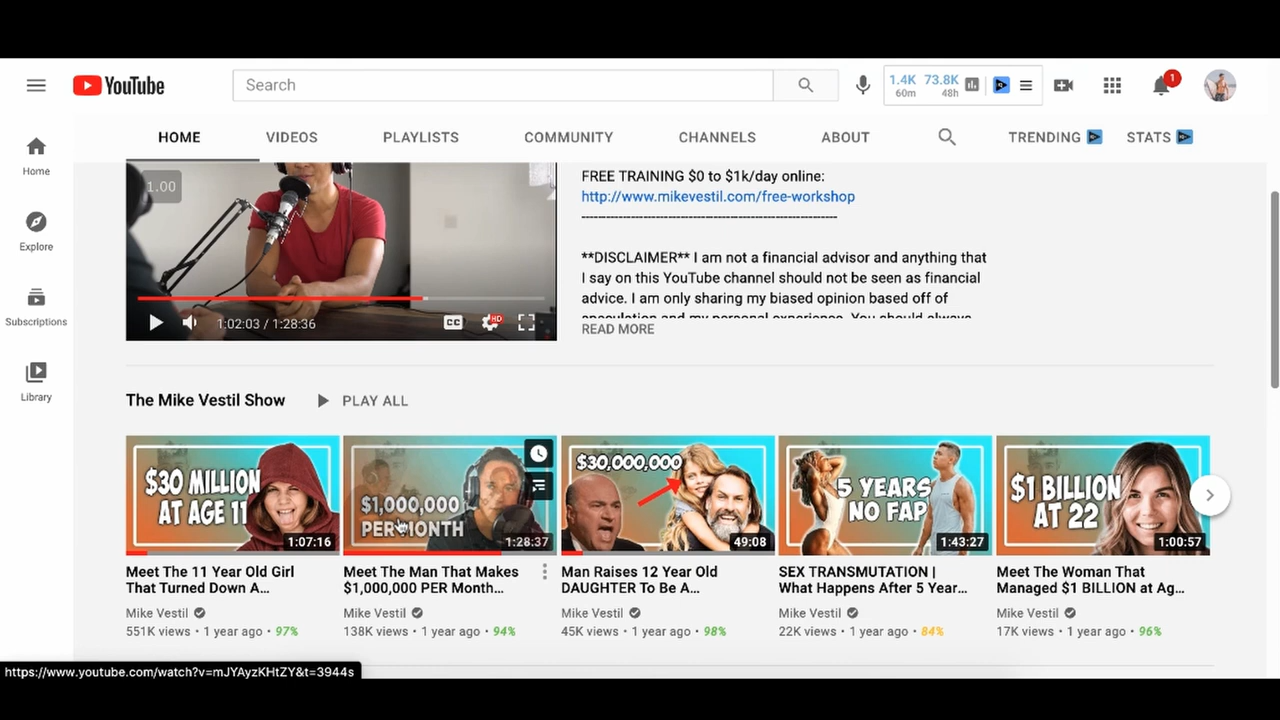 YouTube
Search
1.4K 73.8K
60m 48h
1
HOME VIDEOS PLAYLISTS COMMUNITY CHANNELS ABOUT TRENDING STATS
Home
Explore
Subscriptions
Library
1.00
1:02:03 / 1:28:36
CC
HD
FREE TRAINING $0 to $1k/day online:
http://www.mikevestil.com/free-workshop
----------------------------------------------------------
**DISCLAIMER** I am not a financial advisor and anything that
I say on this YouTube channel should not be seen as financial
advice. I am only sharing my biased opinion based off of
speculation and my personal experience. You should always
READ MORE
The Mike Vestil Show PLAY ALL
$30 MILLION
AT AGE 11
1:07:16
$1,000,000
PER MONTH
1:28:37
$30,000,000
49:08
5 YEARS
NO FAP
1:43:27
$1 BILLION
AT 22
1:00:57
Meet The 11 Year Old Girl
That Turned Down A...
Mike Vestil
551K views • 1 year ago • 97%
Meet The Man That Makes
$1,000,000 PER Month...
Mike Vestil
138K views • 1 year ago • 94%
Man Raises 12 Year Old
DAUGHTER To Be A...
Mike Vestil
45K views • 1 year ago • 98%
SEX TRANSMUTATION |
What Happens After 5 Year...
Mike Vestil
22K views • 1 year ago • 84%
Meet The Woman That
Managed $1 BILLION at Ag...
Mike Vestil
17K views • 1 year ago • 96%
https://www.youtube.com/watch?v=mJYAyzKHtZY&t=3944s